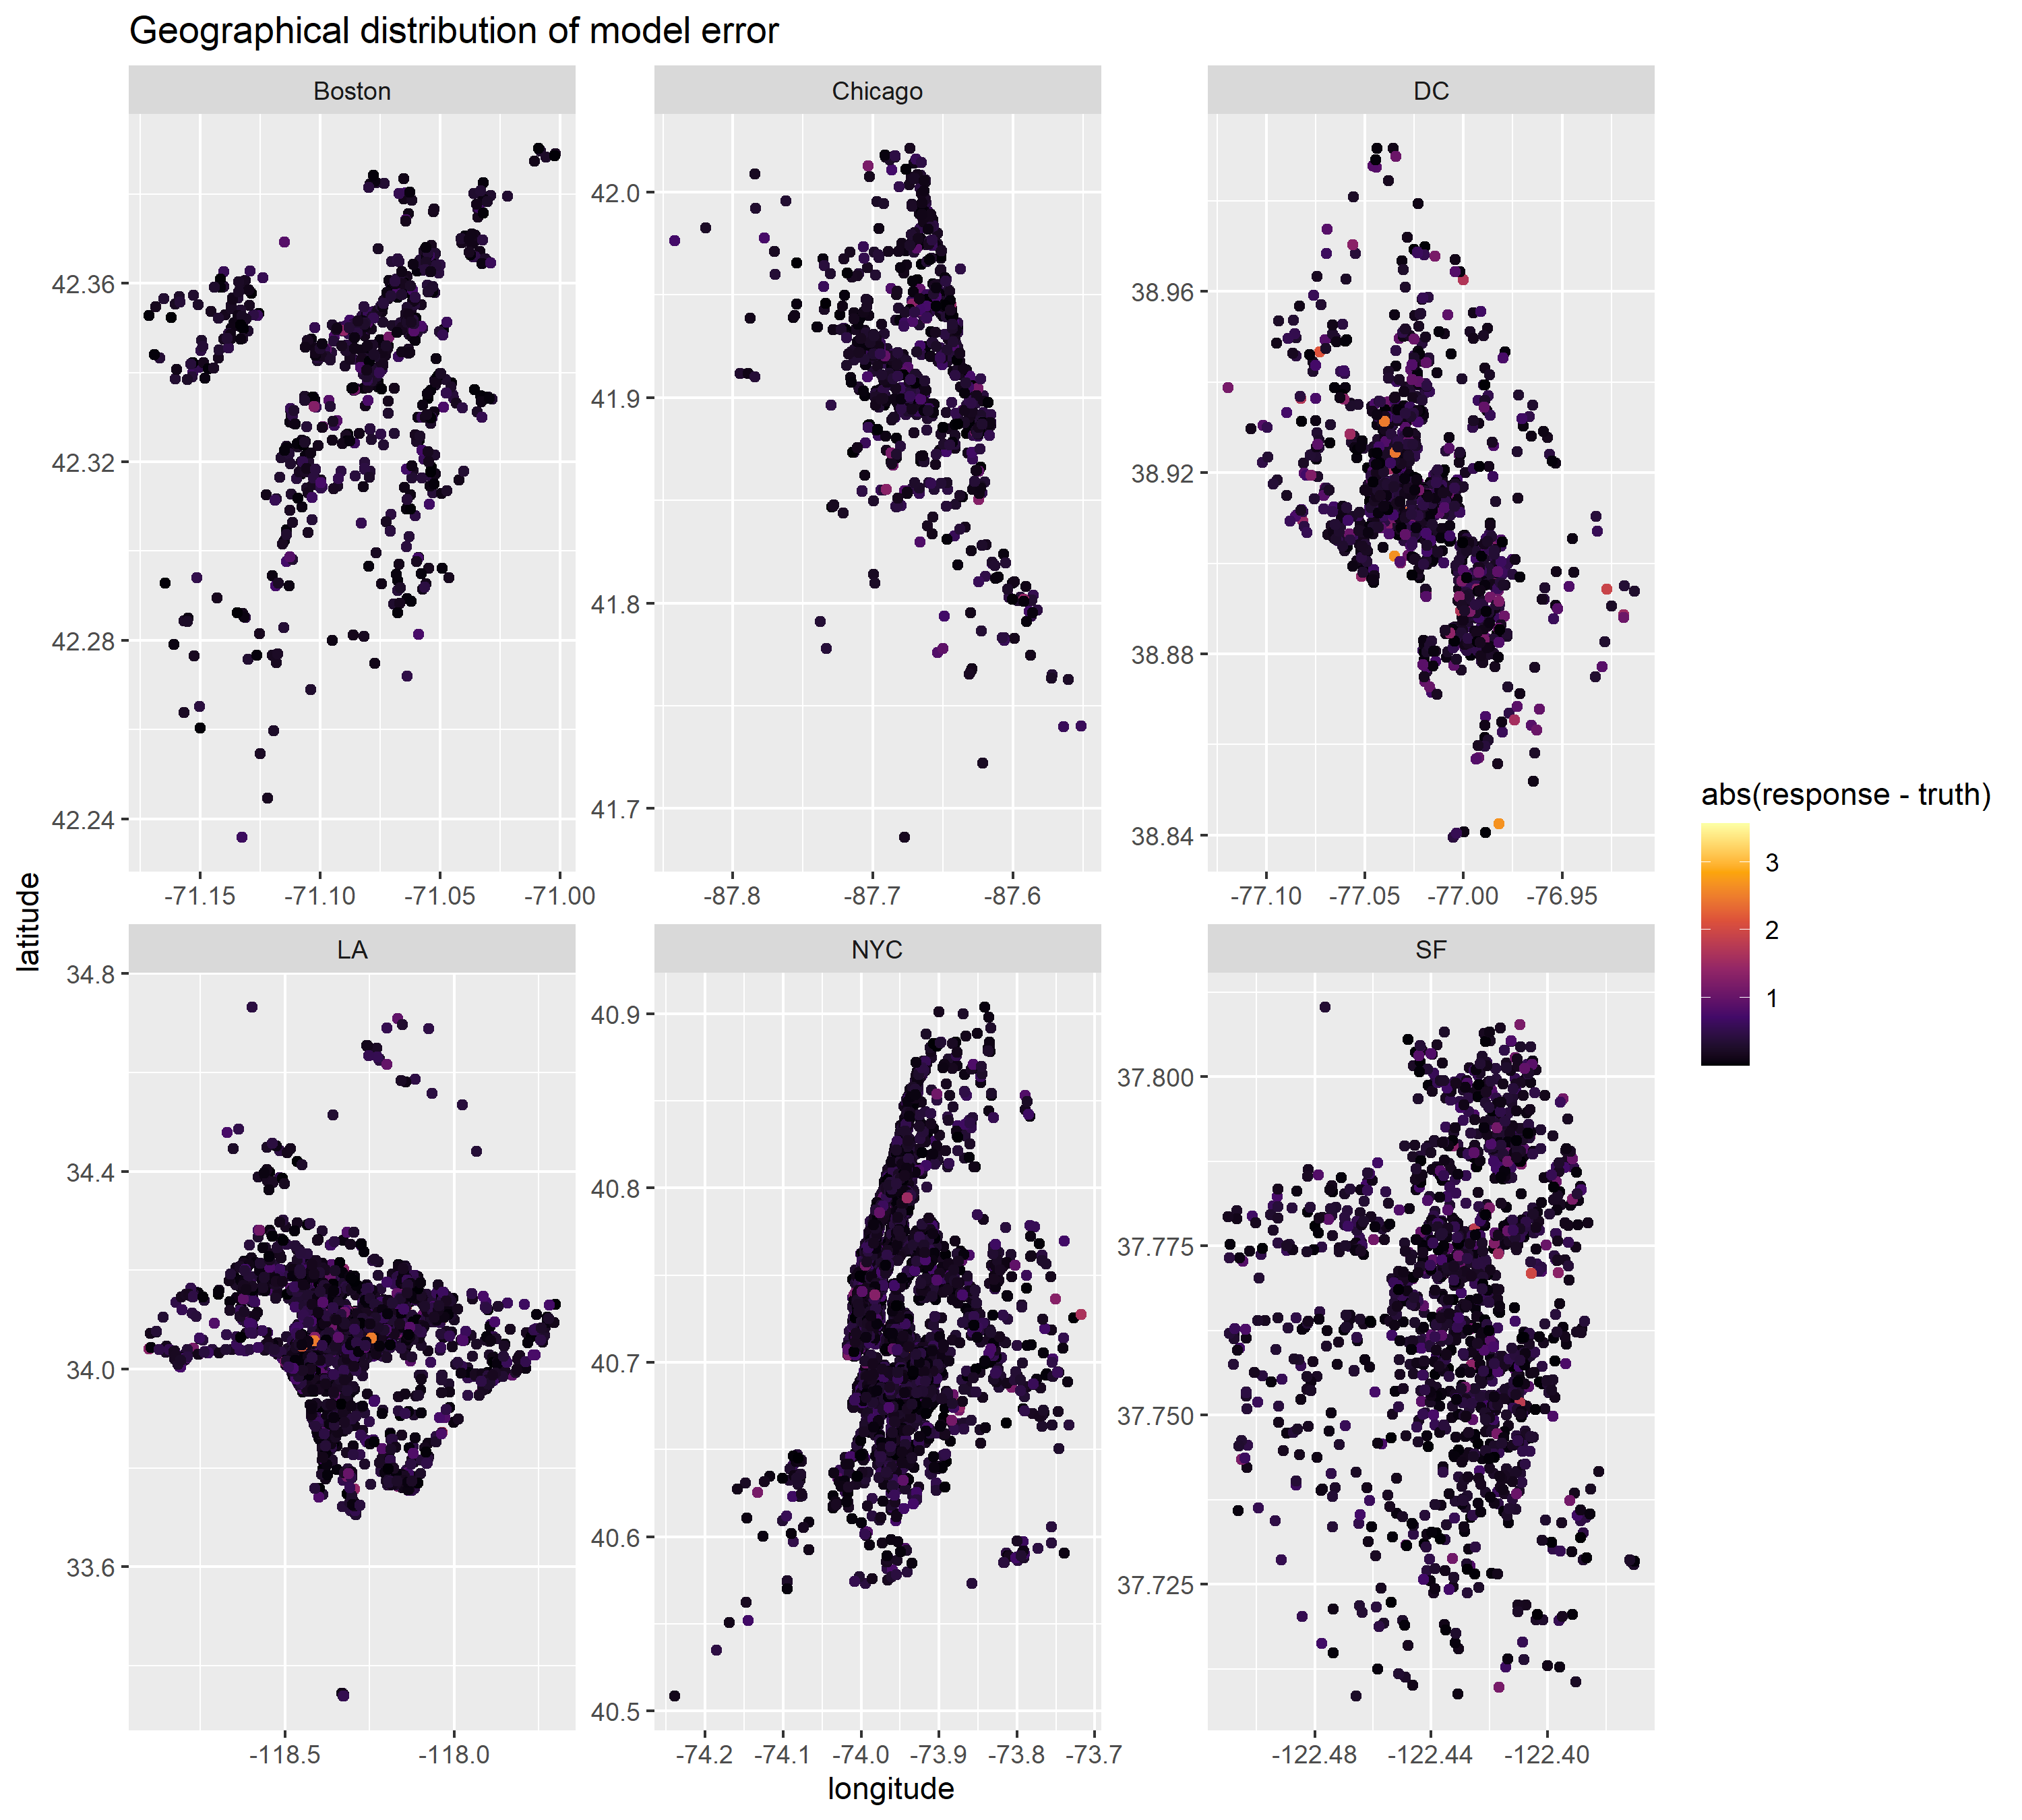 Geographical distribution of model error
Boston
Chicago
DC
42.36
42.32
42.28
42.24
42.0
41.9
41.8
41.7
38.96
38.92
38.88
38.84
-71.15 -71.10 -71.05 -71.00
-87.8 -87.7 -87.6
-77.10 -77.05 -77.00 -76.95
LA
NYC
SF
34.8
34.4
34.0
33.6
40.9
40.8
40.7
40.6
40.5
37.800
37.775
37.750
37.725
-118.5 -118.0
-74.2 -74.1 -74.0 -73.9 -73.8 -73.7
-122.48 -122.44 -122.40
latitude
longitude
abs(response - truth)
3
2
1